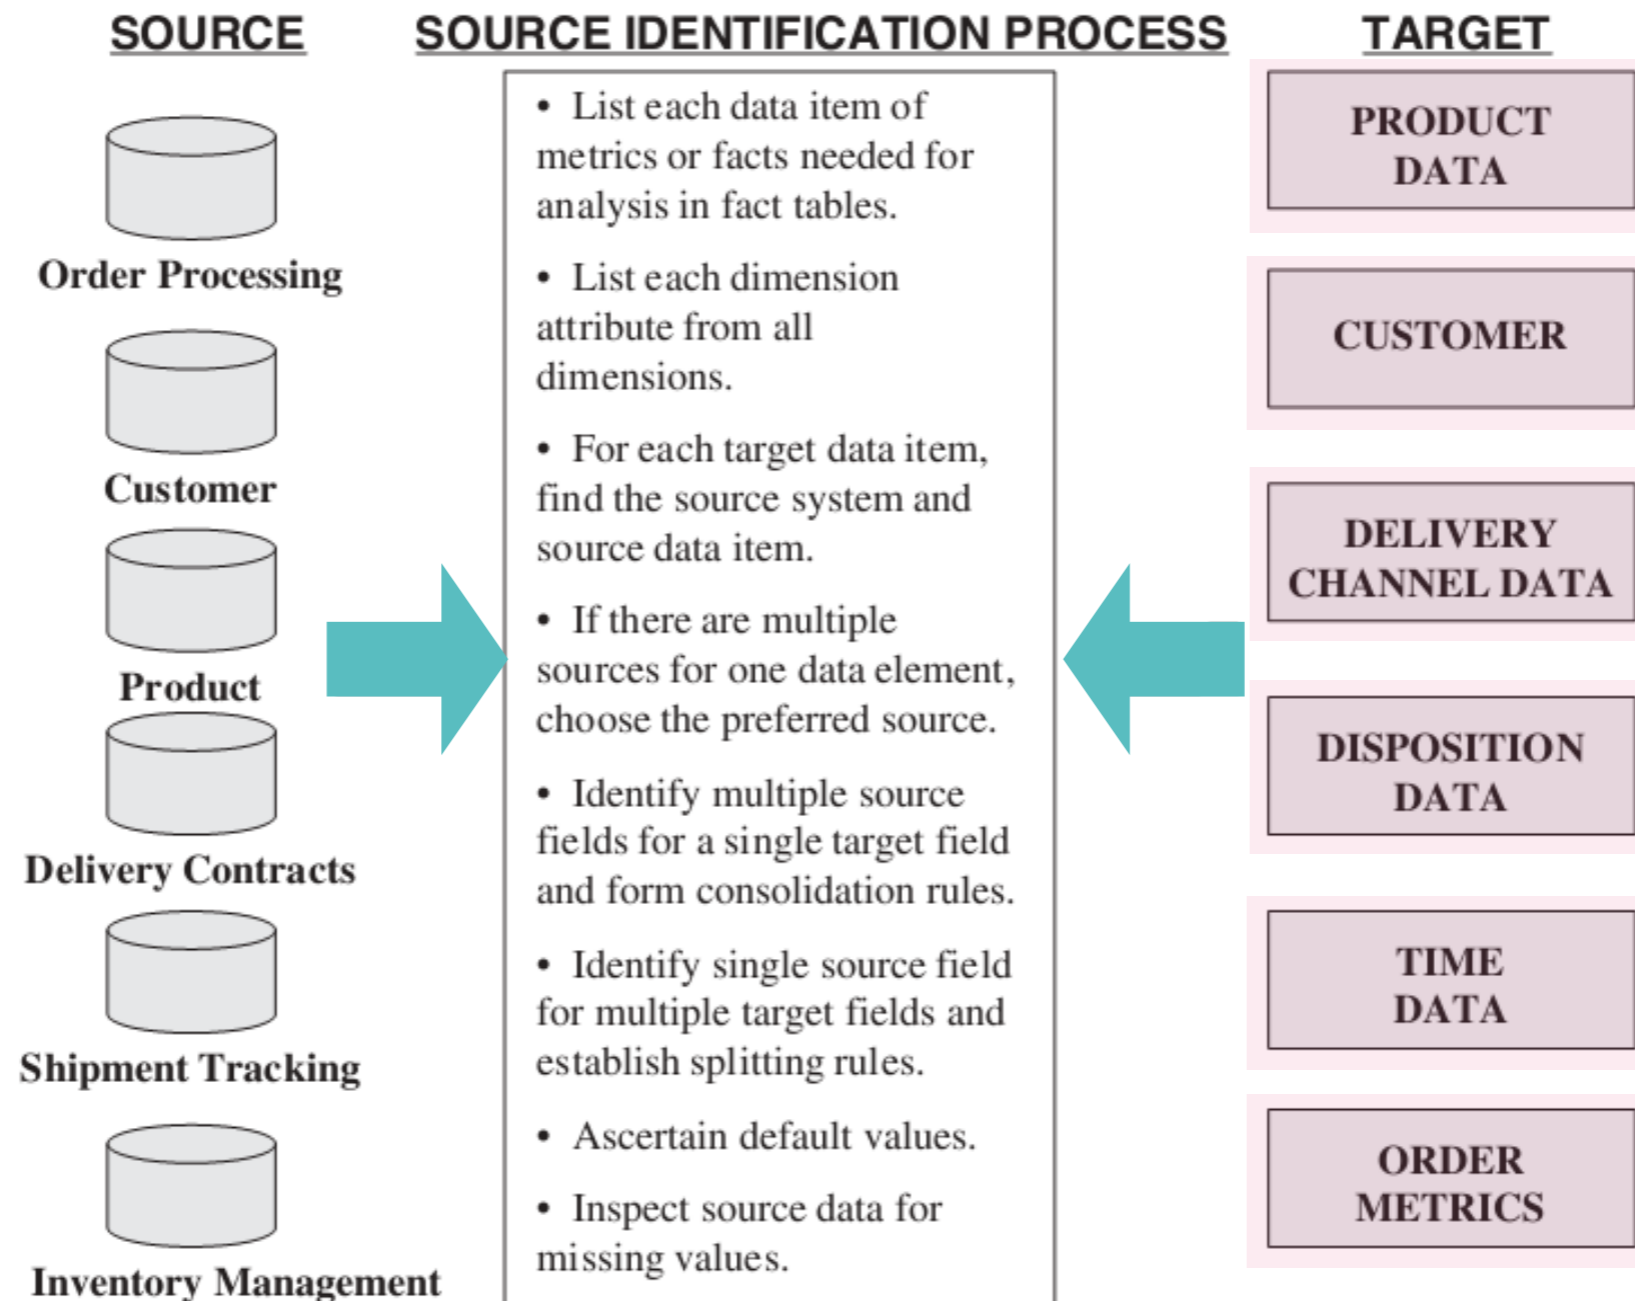 SOURCE
Order Processing
Customer
Product
Delivery Contracts
Shipment Tracking
Inventory Management
SOURCE IDENTIFICATION PROCESS
• List each data item of
metrics or facts needed for
analysis in fact tables.
• List each dimension
attribute from all
dimensions.
• For each target data item,
find the source system and
source data item.
• If there are multiple
sources for one data element,
choose the preferred source.
• Identify multiple source
fields for a single target field
and form consolidation rules.
• Identify single source field
for multiple target fields and
establish splitting rules.
• Ascertain default values.
• Inspect source data for
missing values.
TARGET
PRODUCT
DATA
CUSTOMER
DELIVERY
CHANNEL DATA
DISPOSITION
DATA
TIME
DATA
ORDER
METRICS